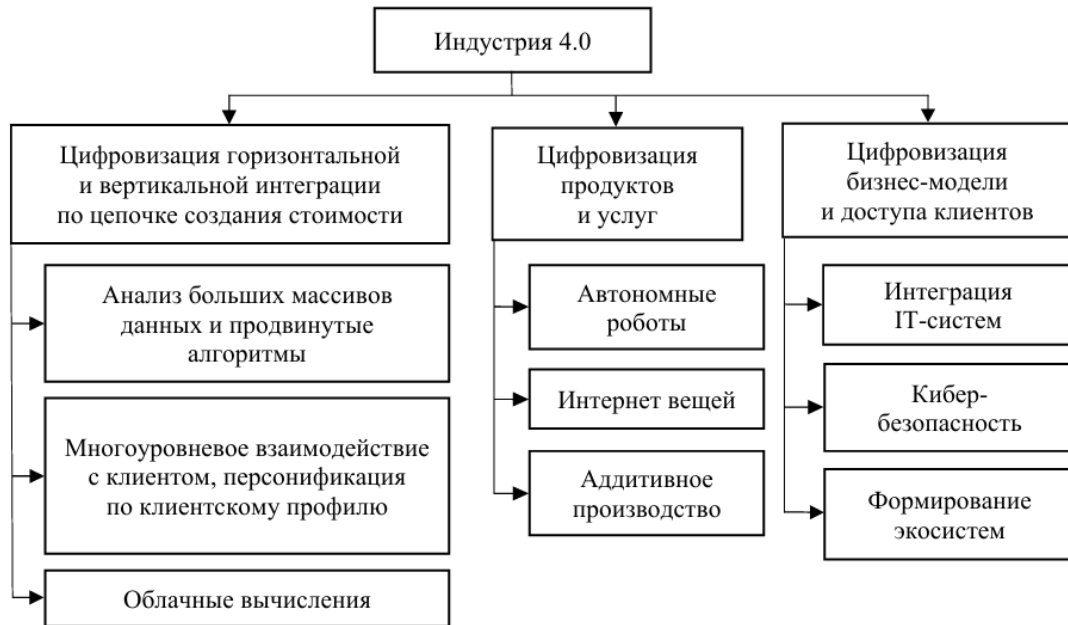 Индустрия 4.0
Цифровизация горизонтальной
и вертикальной интеграции
по цепочке создания стоимости
Анализ больших массивов
данных и продвинутые
алгоритмы
Многоуровневое взаимодействие
с клиентом, персонификация
по клиентскому профилю
Облачные вычисления
Цифровизация
продуктов
и услуг
Автономные
роботы
Интернет вещей
Аддитивное
производство
Цифровизация
бизнес-модели
и доступа клиентов
Интеграция
IT-систем
Кибер-
безопасность
Формирование
экосистем